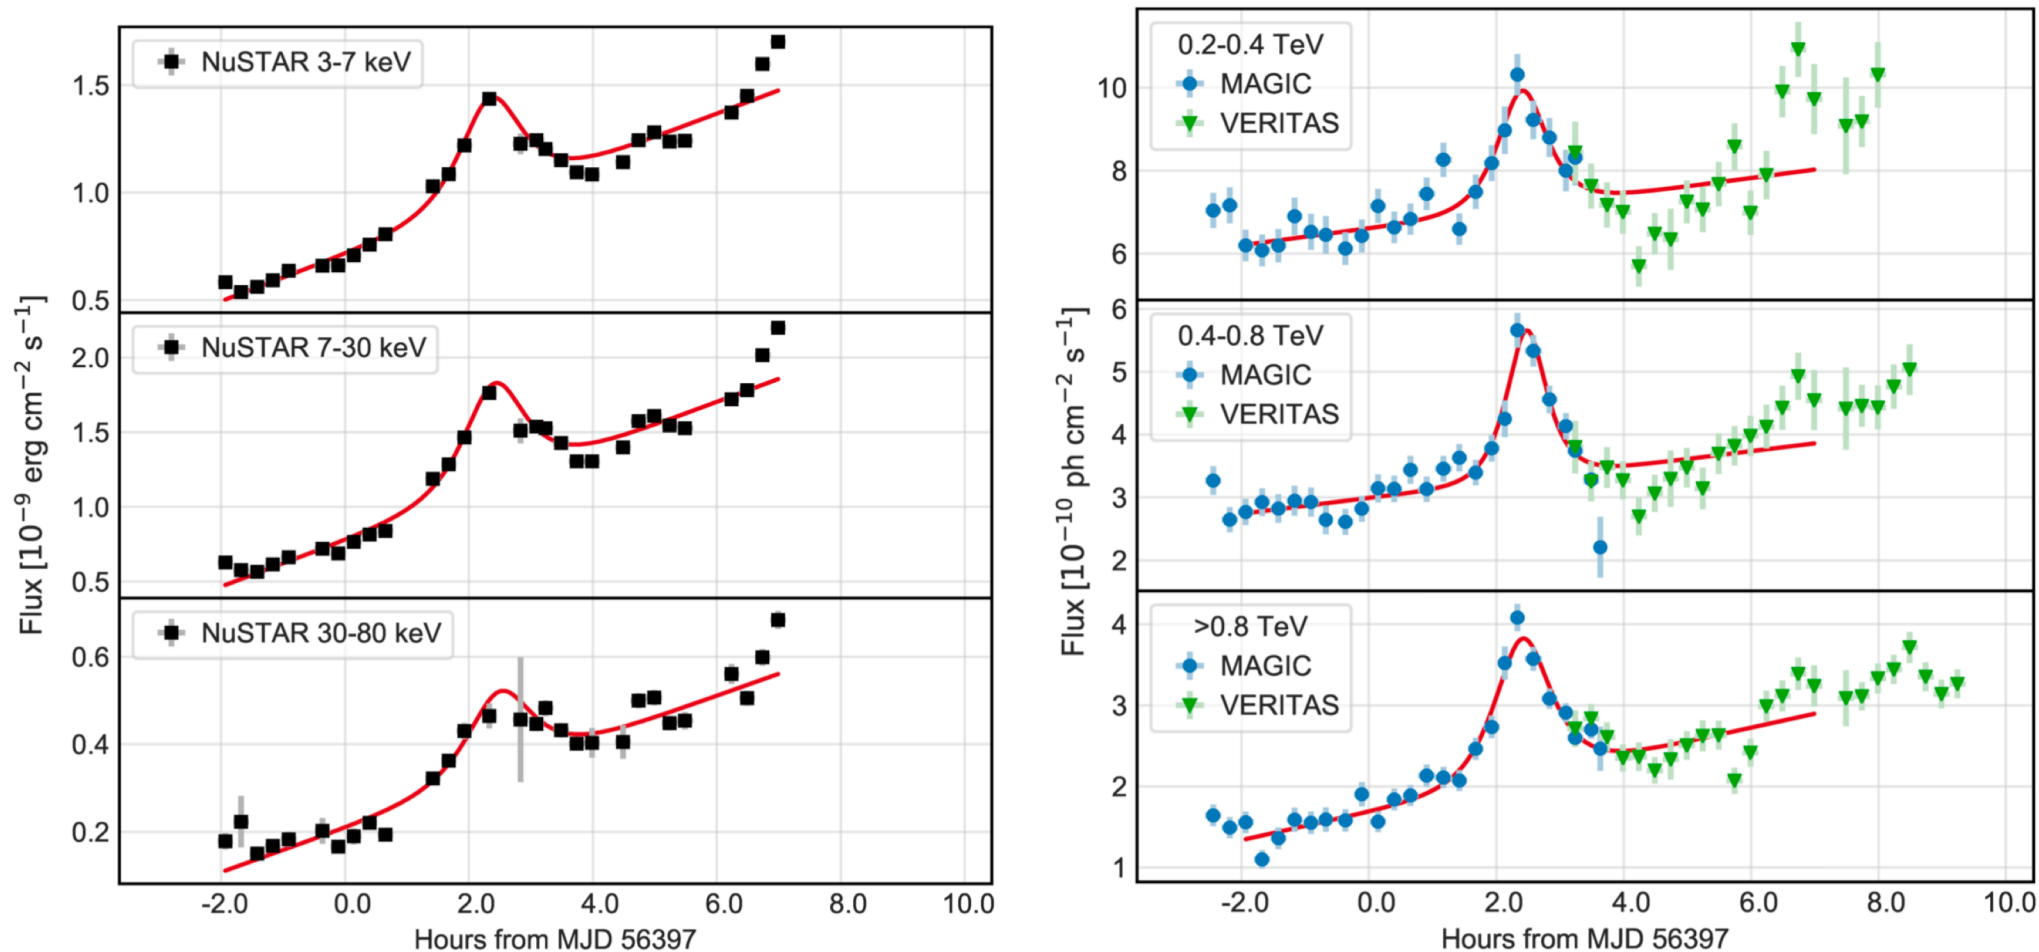 Flux [10⁻⁹ erg cm⁻² s⁻¹]
NuSTAR 3-7 keV
1.5
1.0
0.5
NuSTAR 7-30 keV
2.0
1.5
1.0
0.5
NuSTAR 30-80 keV
0.6
0.4
0.2
-2.0 0.0 2.0 4.0 6.0 8.0 10.0
Hours from MJD 56397
Flux [10⁻¹⁰ ph cm⁻² s⁻¹]
0.2-0.4 TeV
MAGIC
VERITAS
10
8
6
0.4-0.8 TeV
MAGIC
VERITAS
6
5
4
3
2
>0.8 TeV
MAGIC
VERITAS
4
3
2
1
-2.0 0.0 2.0 4.0 6.0 8.0 10.0
Hours from MJD 56397